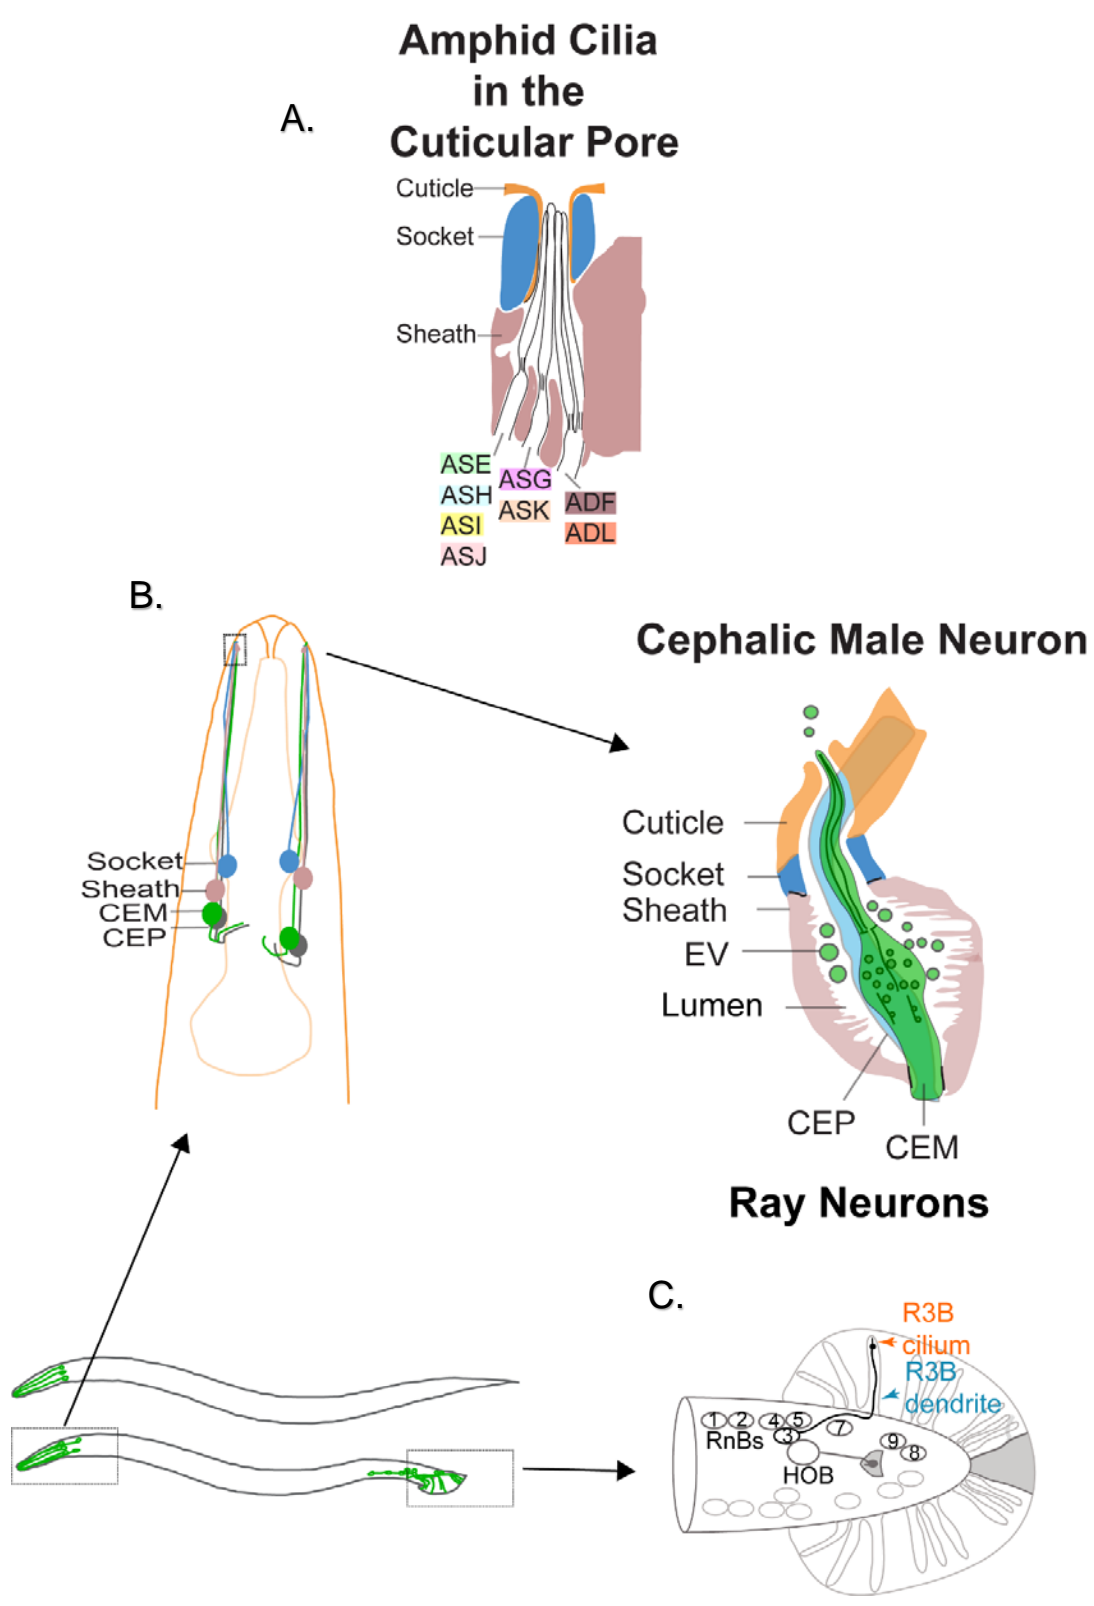 Amphid Cilia
in the
Cuticular Pore
A.
Cuticle
Socket
Sheath
ASE
ASH
ASI
ASJ
ASG
ASK
ADF
ADL
B.
Cephalic Male Neuron
Socket
Sheath
CEM
CEP
Cuticle
Socket
Sheath
EV
Lumen
CEP
CEM
Ray Neurons
C.
R3B
cilium
R3B
dendrite
1 2 4 5
3 7 9 8
RnBs
HOB